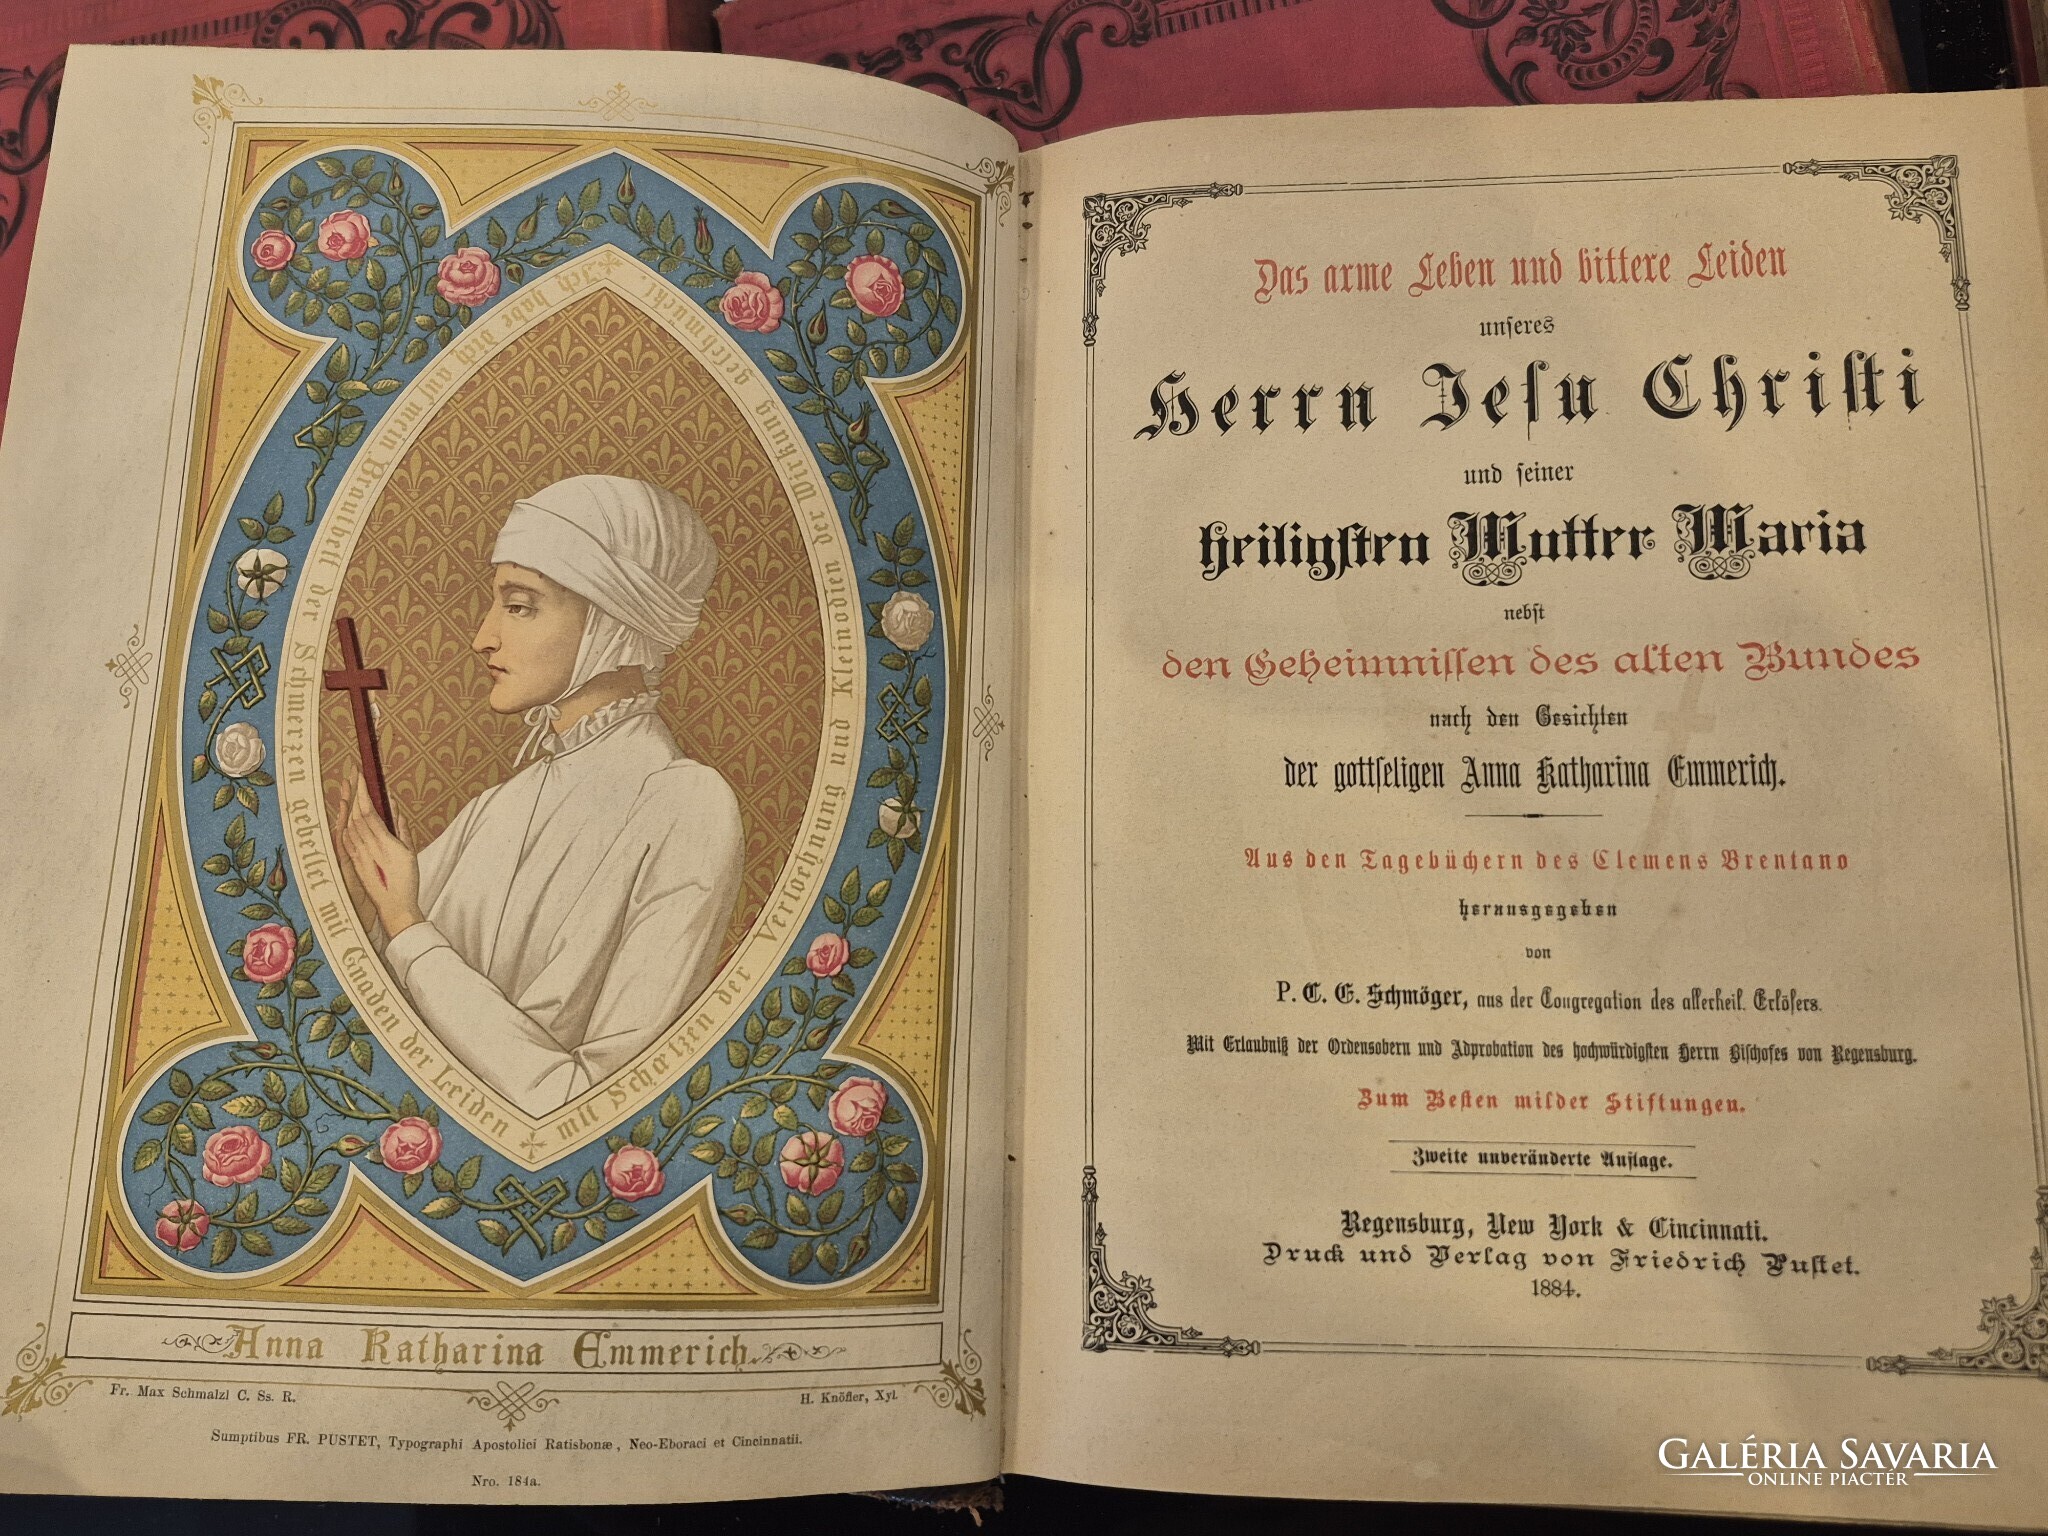 Ich habe dich auf mein Brautbett der Schmerzen gebettet mit Gnaden der Leiden
mit Schætzen der Versœhnung und Kleinodien der Wirkung geschmückt.
Anna Katharina Emmerich
Fr. Max Schmalzl C. Ss. R.
H. Knöfler, Xyl.
Sumptibus FR. PUSTET, Typographi Apostolici Ratisbonæ, Neo-Eboraci et Cincinnatii.
Nro. 184a.
Das arme Leben und bittere Leiden
unſeres
Herrn Jeſu Chriſti
und ſeiner
heiligſten Mutter Maria
nebſt
den Geheimniſſen des alten Bundes
nach den Geſichten
der gottſeligen Anna Katharina Emmerich.
Aus den Tagebüchern des Clemens Brentano
herausgegeben
von
P. C. E. Schmöger, aus der Congregation des allerheil. Erlöſers.
Mit Erlaubniß der Ordensobern und Adprobation des hochwürdigſten Herrn Biſchofes von Regensburg.
Zum Beſten milder Stiftungen.
Zweite unveränderte Auflage.
Regensburg, New York & Cincinnati.
Druck und Verlag von Friedrich Puſtet.
1884.
GALÉRIA SAVARIA
ONLINE PIACTÉR